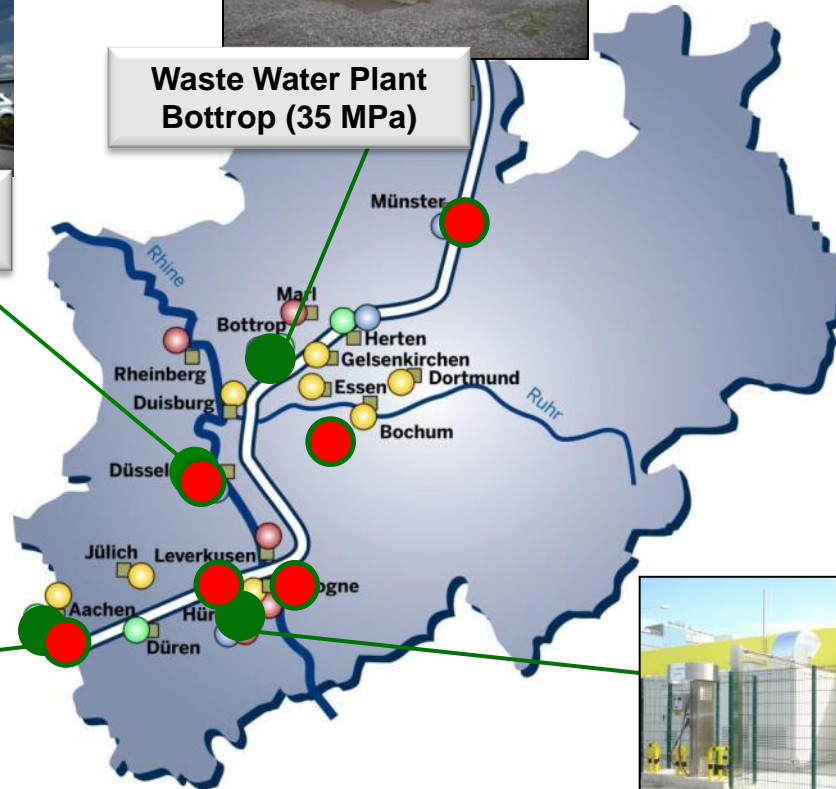 Waste Water Plant
Bottrop (35 MPa)
Münster
Rhine
Marl
Bottrop
Herten
Gelsenkirchen
Rheinberg
Essen
Dortmund
Duisburg
Ruhr
Bochum
Düssel
Jülich
Leverkusen
ogne
Aachen
Hür
Düren